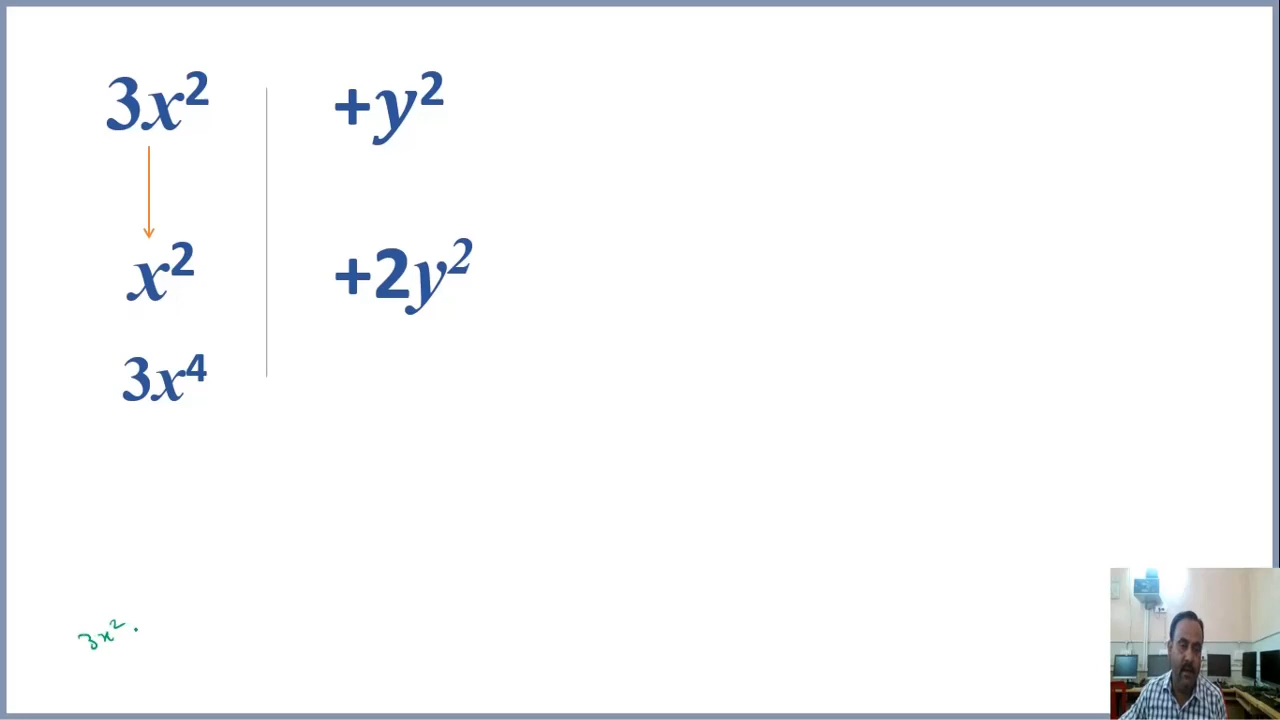 3x² +y²
x² +2y²
3x⁴
3x² .